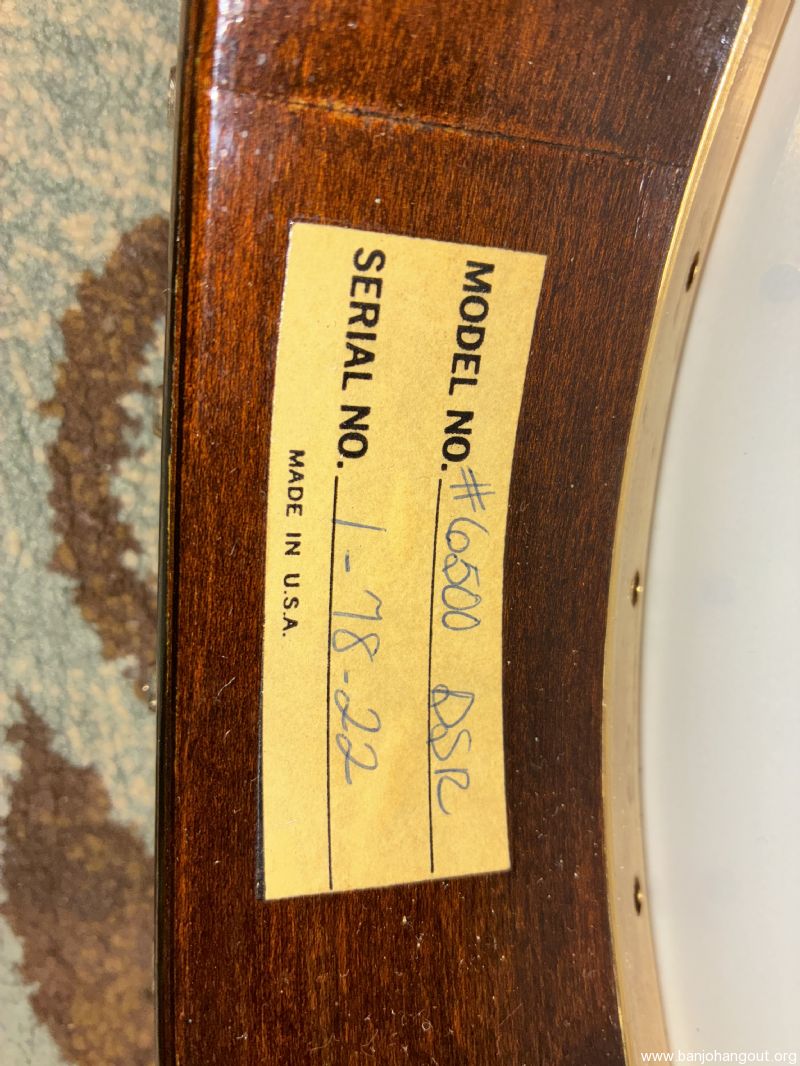 MODEL NO. #6500 DSR
SERIAL NO. 1-78-22
MADE IN U.S.A.
www.banjohangout.org